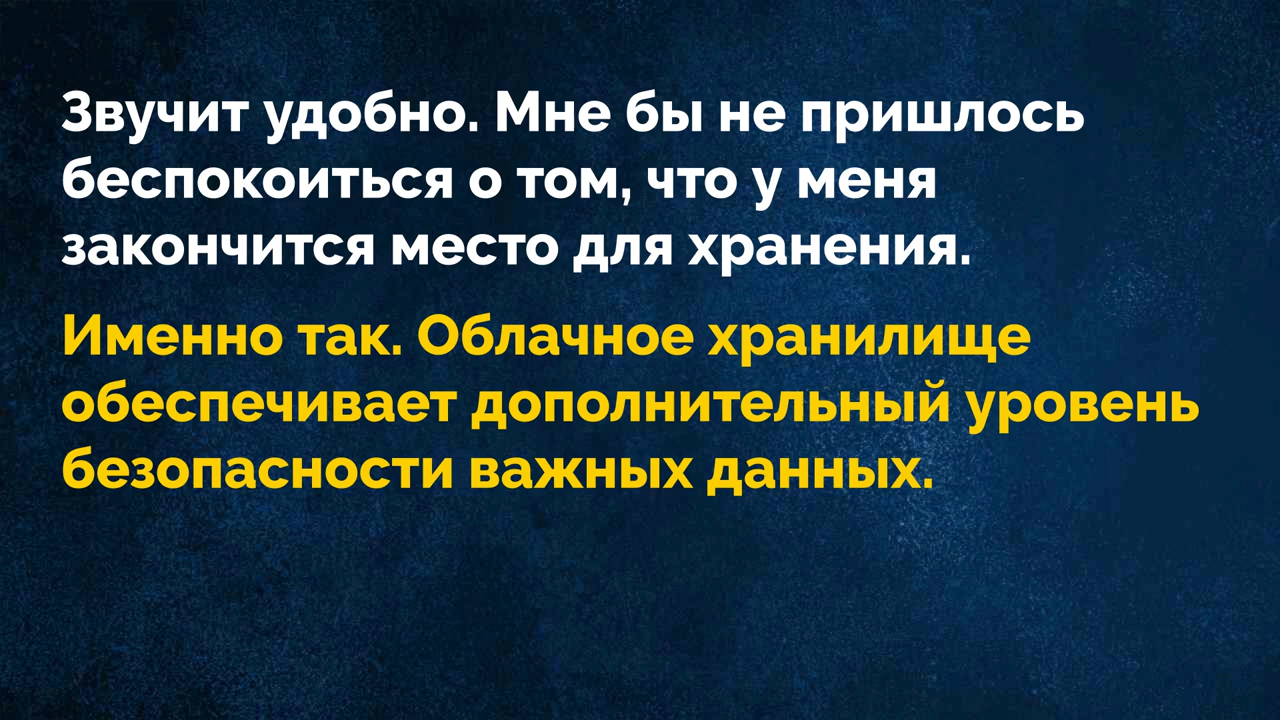 Звучит удобно. Мне бы не пришлось
беспокоиться о том, что у меня
закончится место для хранения.
Именно так. Облачное хранилище
обеспечивает дополнительный уровень
безопасности важных данных.